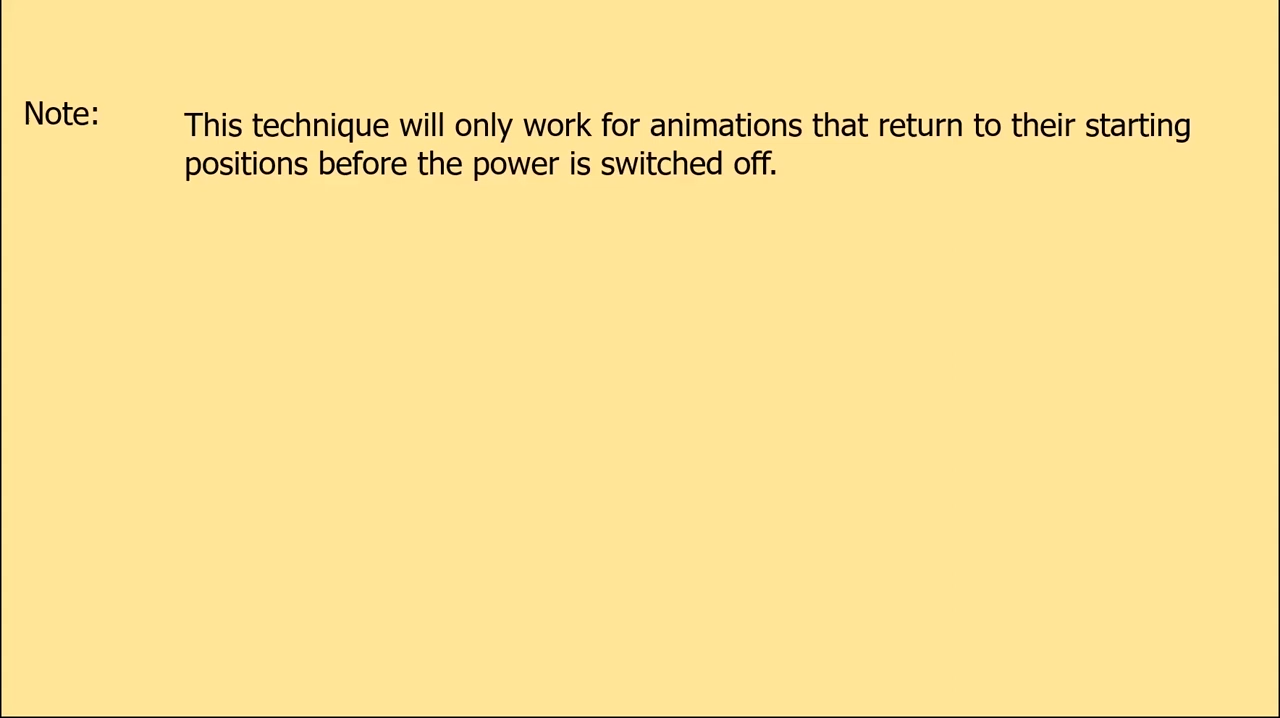 Note:
This technique will only work for animations that return to their starting
positions before the power is switched off.